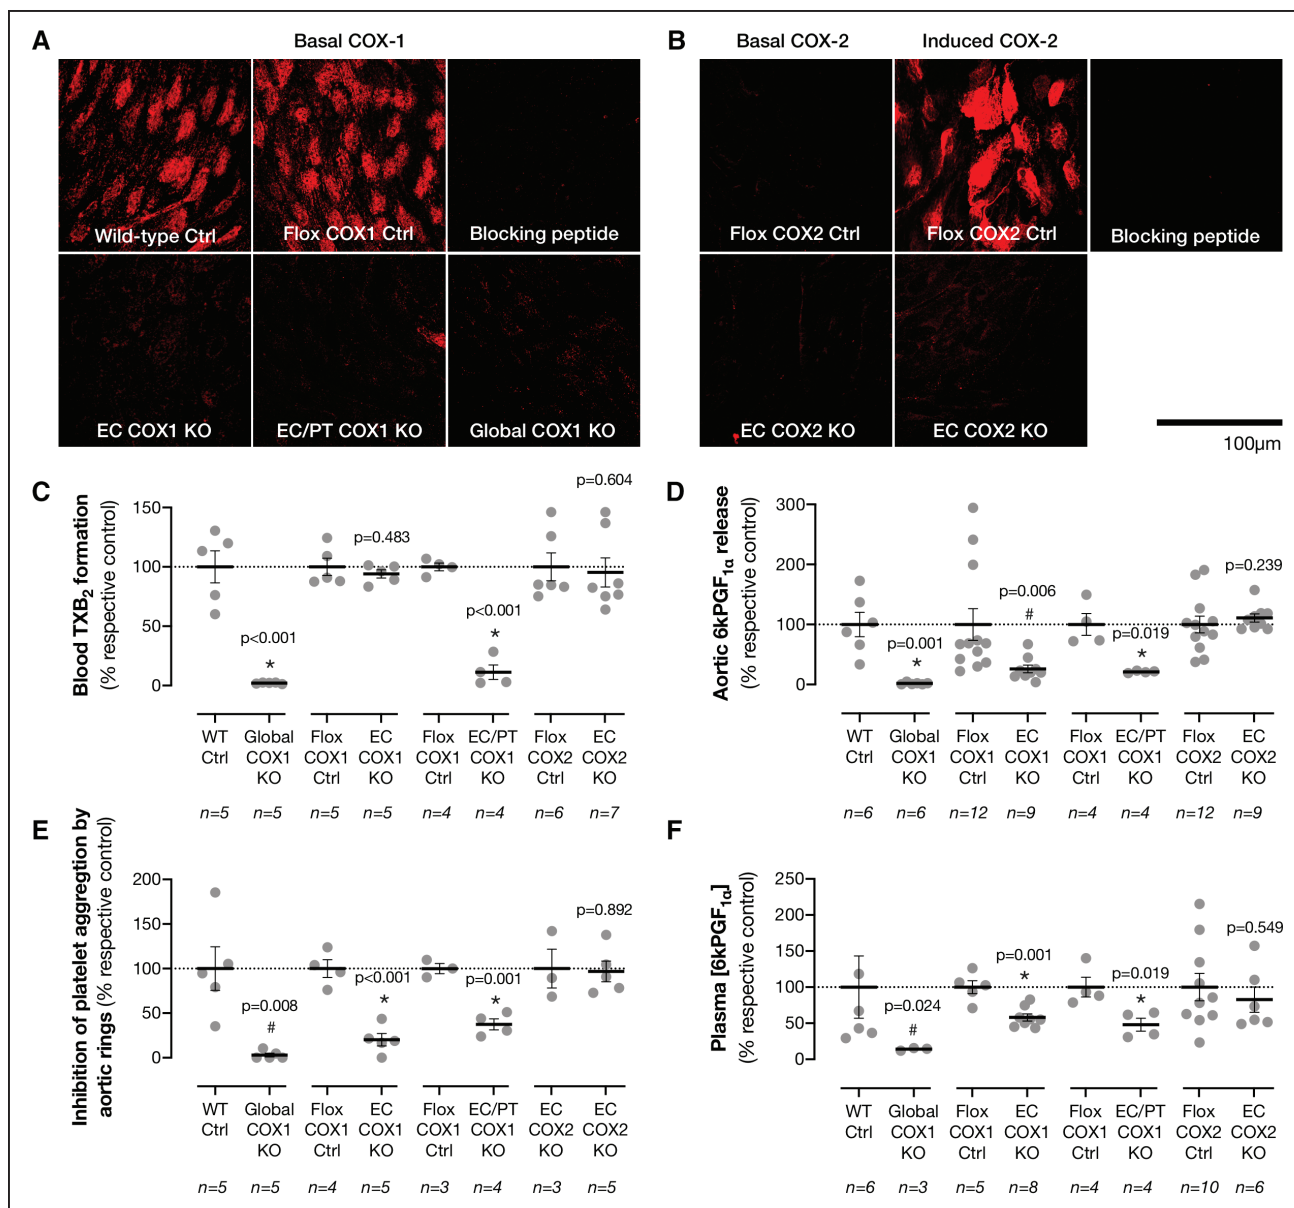 A
Basal COX-1
Wild-type Ctrl
Flox COX1 Ctrl
Blocking peptide
EC COX1 KO
EC/PT COX1 KO
Global COX1 KO
B
Basal COX-2
Induced COX-2
Flox COX2 Ctrl
Flox COX2 Ctrl
Blocking peptide
EC COX2 KO
EC COX2 KO
100µm
C
Blood TXB2 formation
(% respective control)
150
100
50
0
p<0.001
*
p=0.483
p<0.001
*
p=0.604
WT Ctrl
Global COX1 KO
Flox COX1 Ctrl
EC COX1 KO
Flox COX1 Ctrl
EC/PT COX1 KO
Flox COX2 Ctrl
EC COX2 KO
n=5
n=5
n=5
n=5
n=4
n=4
n=6
n=7
D
Aortic 6kPGF1α release
(% respective control)
300
200
100
0
p=0.001
*
p=0.006
#
p=0.019
*
p=0.239
WT Ctrl
Global COX1 KO
Flox COX1 Ctrl
EC COX1 KO
Flox COX1 Ctrl
EC/PT COX1 KO
Flox COX2 Ctrl
EC COX2 KO
n=6
n=6
n=12
n=9
n=4
n=4
n=12
n=9
E
Inhibition of platelet aggregtion by
aortic rings (% respective control)
200
150
100
50
0
p=0.008
#
p<0.001
*
p=0.001
*
p=0.892
WT Ctrl
Global COX1 KO
Flox COX1 Ctrl
EC COX1 KO
Flox COX1 Ctrl
EC/PT COX1 KO
EC COX2 KO
EC COX2 KO
n=5
n=5
n=4
n=5
n=3
n=4
n=3
n=5
F
Plasma [6kPGF1α]
(% respective control)
250
200
150
100
50
0
p=0.024
#
p=0.001
*
p=0.019
*
p=0.549
WT Ctrl
Global COX1 KO
Flox COX1 Ctrl
EC COX1 KO
Flox COX1 Ctrl
EC/PT COX1 KO
Flox COX2 Ctrl
EC COX2 KO
n=6
n=3
n=5
n=8
n=4
n=4
n=10
n=6